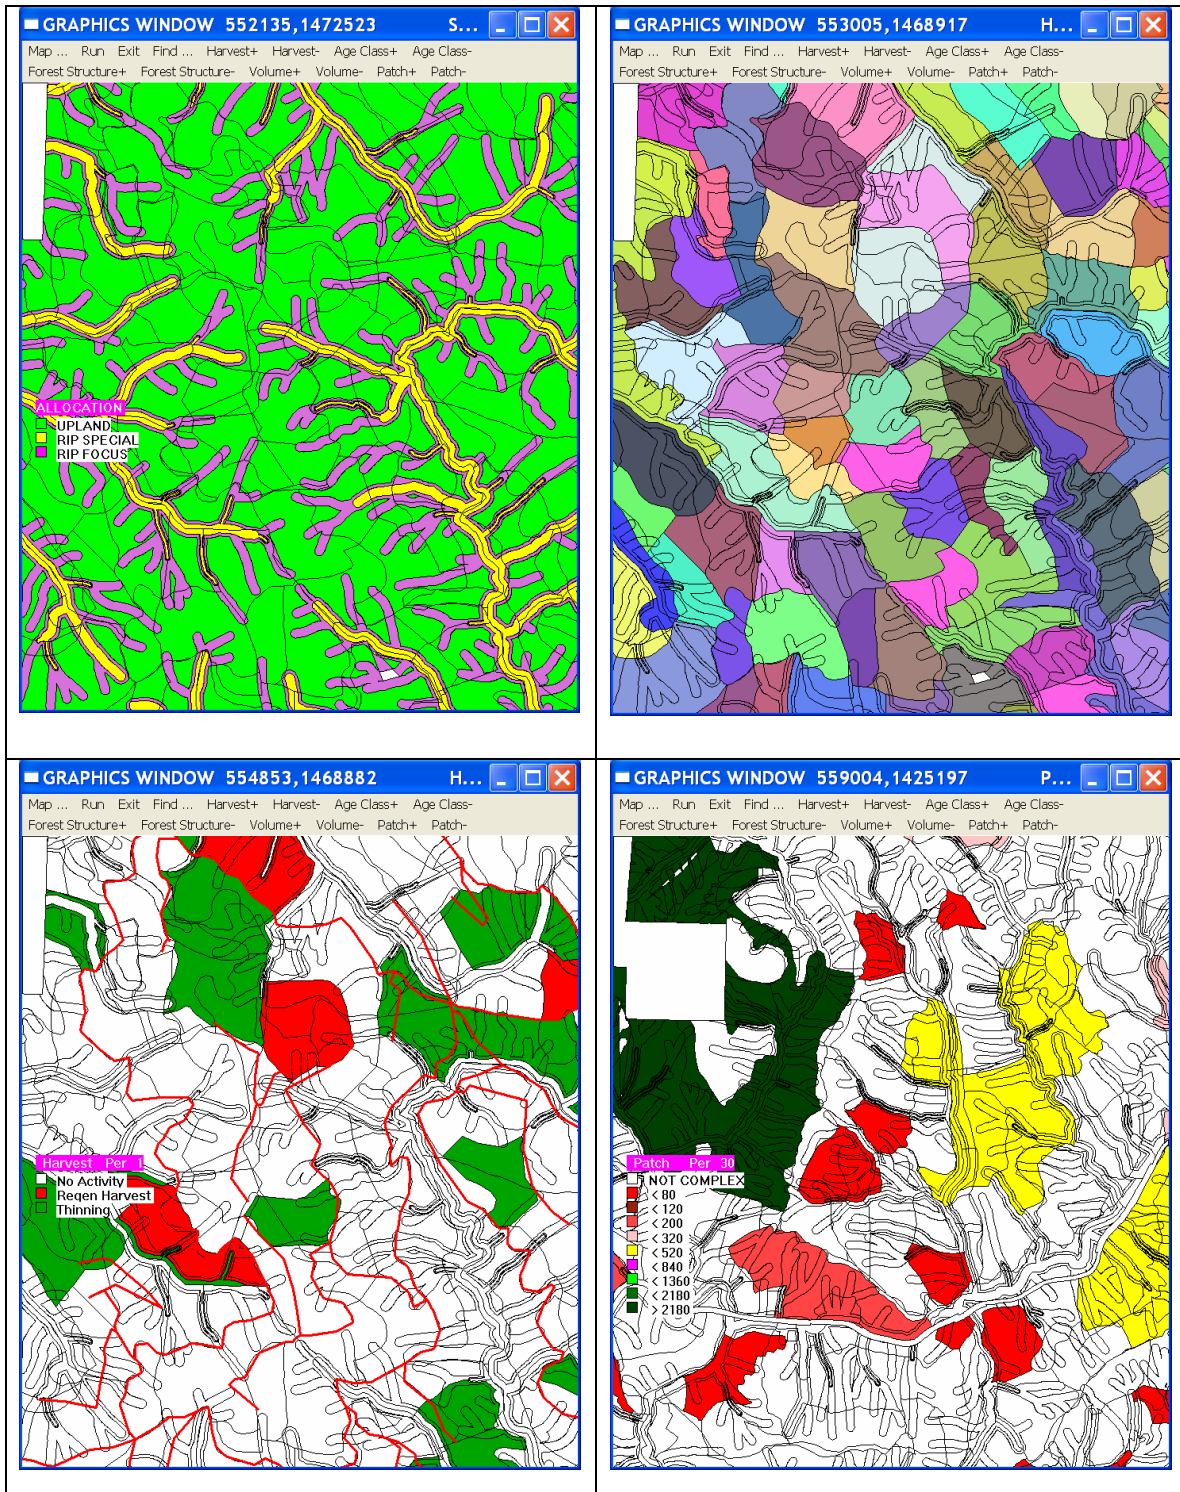 GRAPHICS WINDOW 552135,1472523 S...
Map ... Run Exit Find ... Harvest+ Harvest- Age Class+ Age Class-
Forest Structure+ Forest Structure- Volume+ Volume- Patch+ Patch-
ALLOCATION
UPLAND
RIP SPECIAL
RIP FOCUS
GRAPHICS WINDOW 553005,1468917 H...
Map ... Run Exit Find ... Harvest+ Harvest- Age Class+ Age Class-
Forest Structure+ Forest Structure- Volume+ Volume- Patch+ Patch-
GRAPHICS WINDOW 554853,1468882 H...
Map ... Run Exit Find ... Harvest+ Harvest- Age Class+ Age Class-
Forest Structure+ Forest Structure- Volume+ Volume- Patch+ Patch-
Harvest Per 1
No Activity
Regen Harvest
Thinning
GRAPHICS WINDOW 559004,1425197 P...
Map ... Run Exit Find ... Harvest+ Harvest- Age Class+ Age Class-
Forest Structure+ Forest Structure- Volume+ Volume- Patch+ Patch-
Patch Per 30
NOT COMPLEX
< 80
< 120
< 200
< 320
< 520
< 840
< 1360
< 2180
> 2180